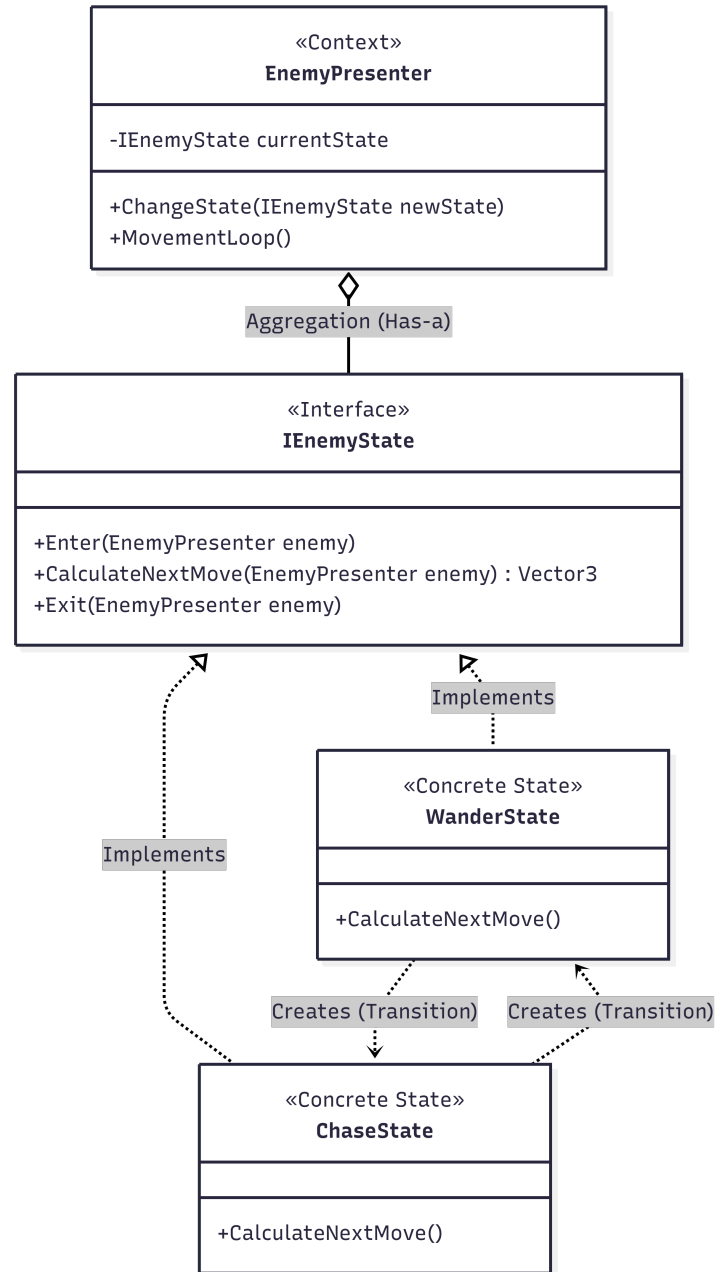 «Context»
EnemyPresenter
-IEnemyState currentState
+ChangeState(IEnemyState newState)
+MovementLoop()
Aggregation (Has-a)
«Interface»
IEnemyState
+Enter(EnemyPresenter enemy)
+CalculateNextMove(EnemyPresenter enemy) : Vector3
+Exit(EnemyPresenter enemy)
Implements
«Concrete State»
WanderState
Implements
+CalculateNextMove()
Creates (Transition)
Creates (Transition)
«Concrete State»
ChaseState
+CalculateNextMove()